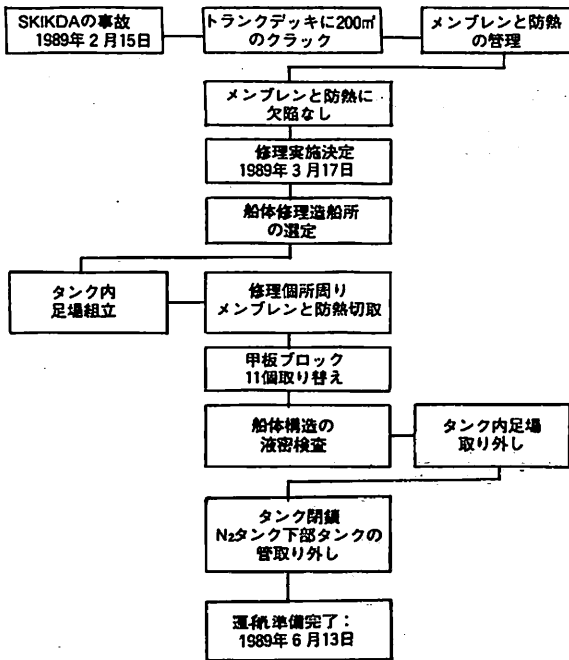 SKIKDAの事故
1989年2月15日
トランクデッキに200㎡
のクラック
メンブレンと防熱
の管理
メンブレンと防熱に
欠陥なし
修理実施決定
1989年3月17日
船体修理造船所
の選定
タンク内
足場組立
修理個所周り
メンブレンと防熱切取
甲板ブロック
11個取り替え
船体構造の
液密検査
タンク内足場
取り外し
タンク閉鎖
N₂タンク下部タンクの
管取り外し
準備完了：
1989年6月13日